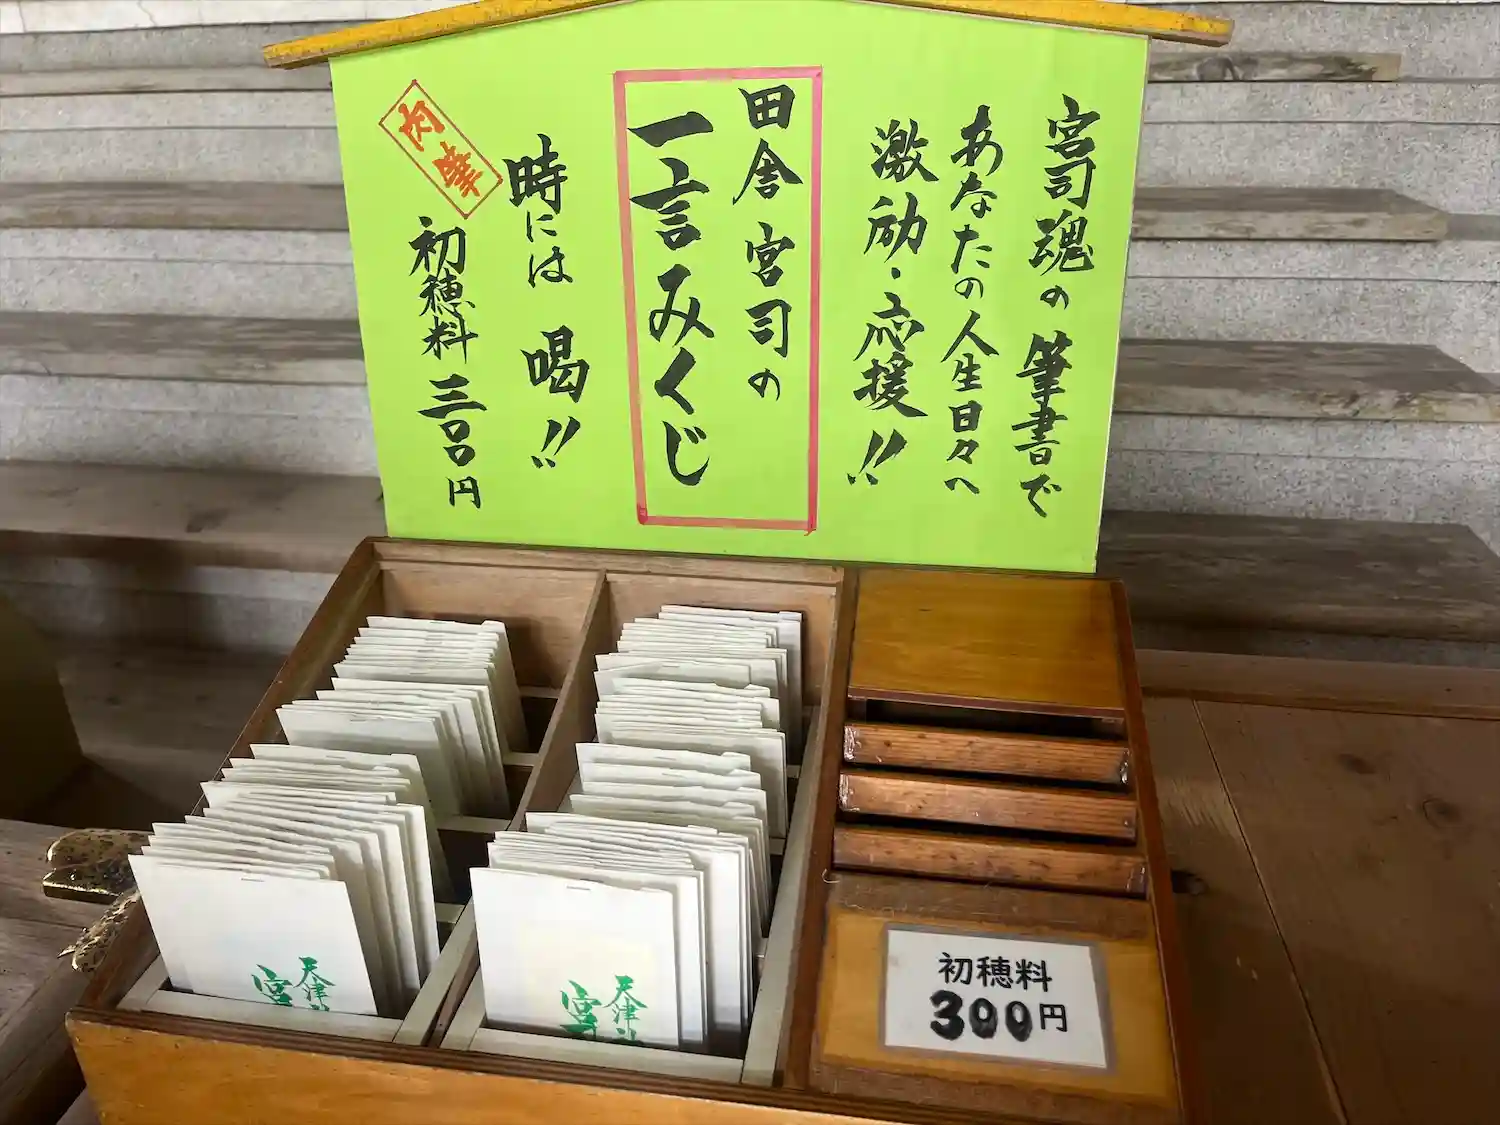 宮司魂の筆書で
あなたの人生日々へ
激励・応援!!
田舎宮司の
一言みくじ
時には 喝!!
肉筆
初穂料 三〇〇円
天津
宮
天津
宮
初穂料
300円